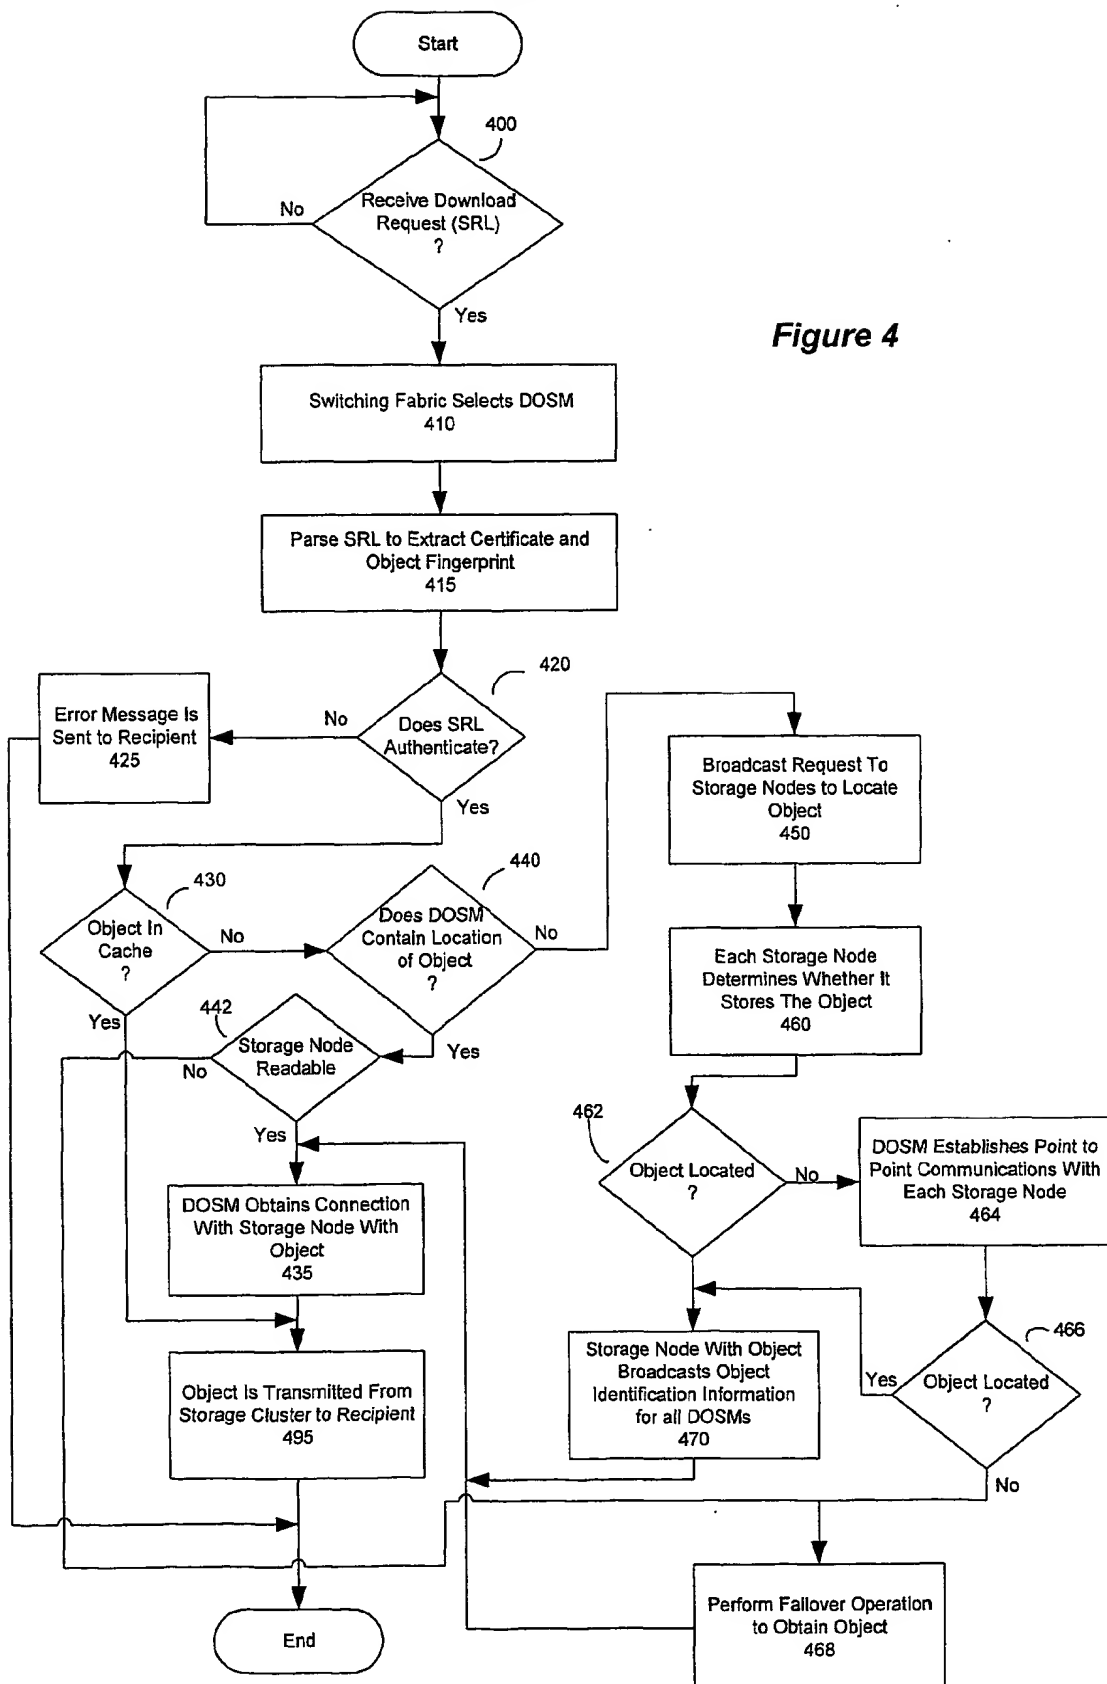 Start
400
Receive Download
Request (SRL)
?
No
Yes
Figure 4
Switching Fabric Selects DOSM
410
Parse SRL to Extract Certificate and
Object Fingerprint
415
420
Does SRL
Authenticate?
No
Yes
Error Message Is
Sent to Recipient
425
Broadcast Request To
Storage Nodes to Locate
Object
450
430
Object In
Cache
?
No
Yes
440
Does DOSM
Contain Location
of Object
?
No
Yes
Each Storage Node
Determines Whether It
Stores The Object
460
442
Storage Node
Readable
No
Yes
462
Object Located
?
No
DOSM Establishes Point to
Point Communications With
Each Storage Node
464
DOSM Obtains Connection
With Storage Node With
Object
435
466
Object Located
?
Yes
No
Storage Node With Object
Broadcasts Object
Identification Information
for all DOSMs
470
Object Is Transmitted From
Storage Cluster to Recipient
495
Perform Failover Operation
to Obtain Object
468
End